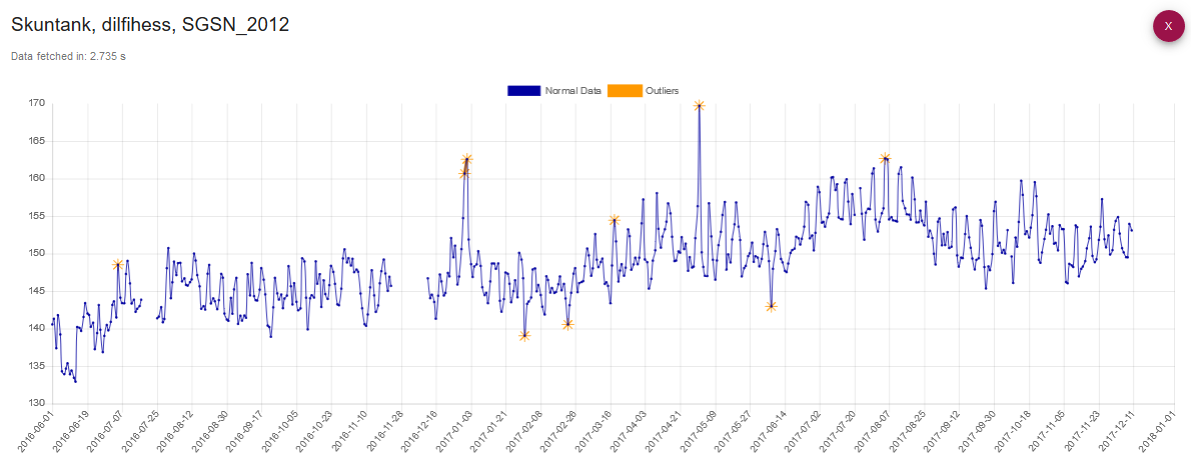 Skuntank, dilfihess, SGSN_2012
X
Data fetched in: 2.735 s
Normal Data Outliers
170
165
160
155
150
145
140
135
130
2016-06-01 2016-06-19 2016-07-07 2016-07-25 2016-08-12 2016-08-30 2016-09-17 2016-10-05 2016-10-23 2016-11-10 2016-11-28 2016-12-16 2017-01-03 2017-01-21 2017-02-08 2017-02-26 2017-03-16 2017-04-03 2017-04-21 2017-05-09 2017-05-27 2017-06-14 2017-07-02 2017-07-20 2017-08-07 2017-08-25 2017-09-12 2017-09-30 2017-10-18 2017-11-05 2017-11-23 2017-12-11 2018-01-01